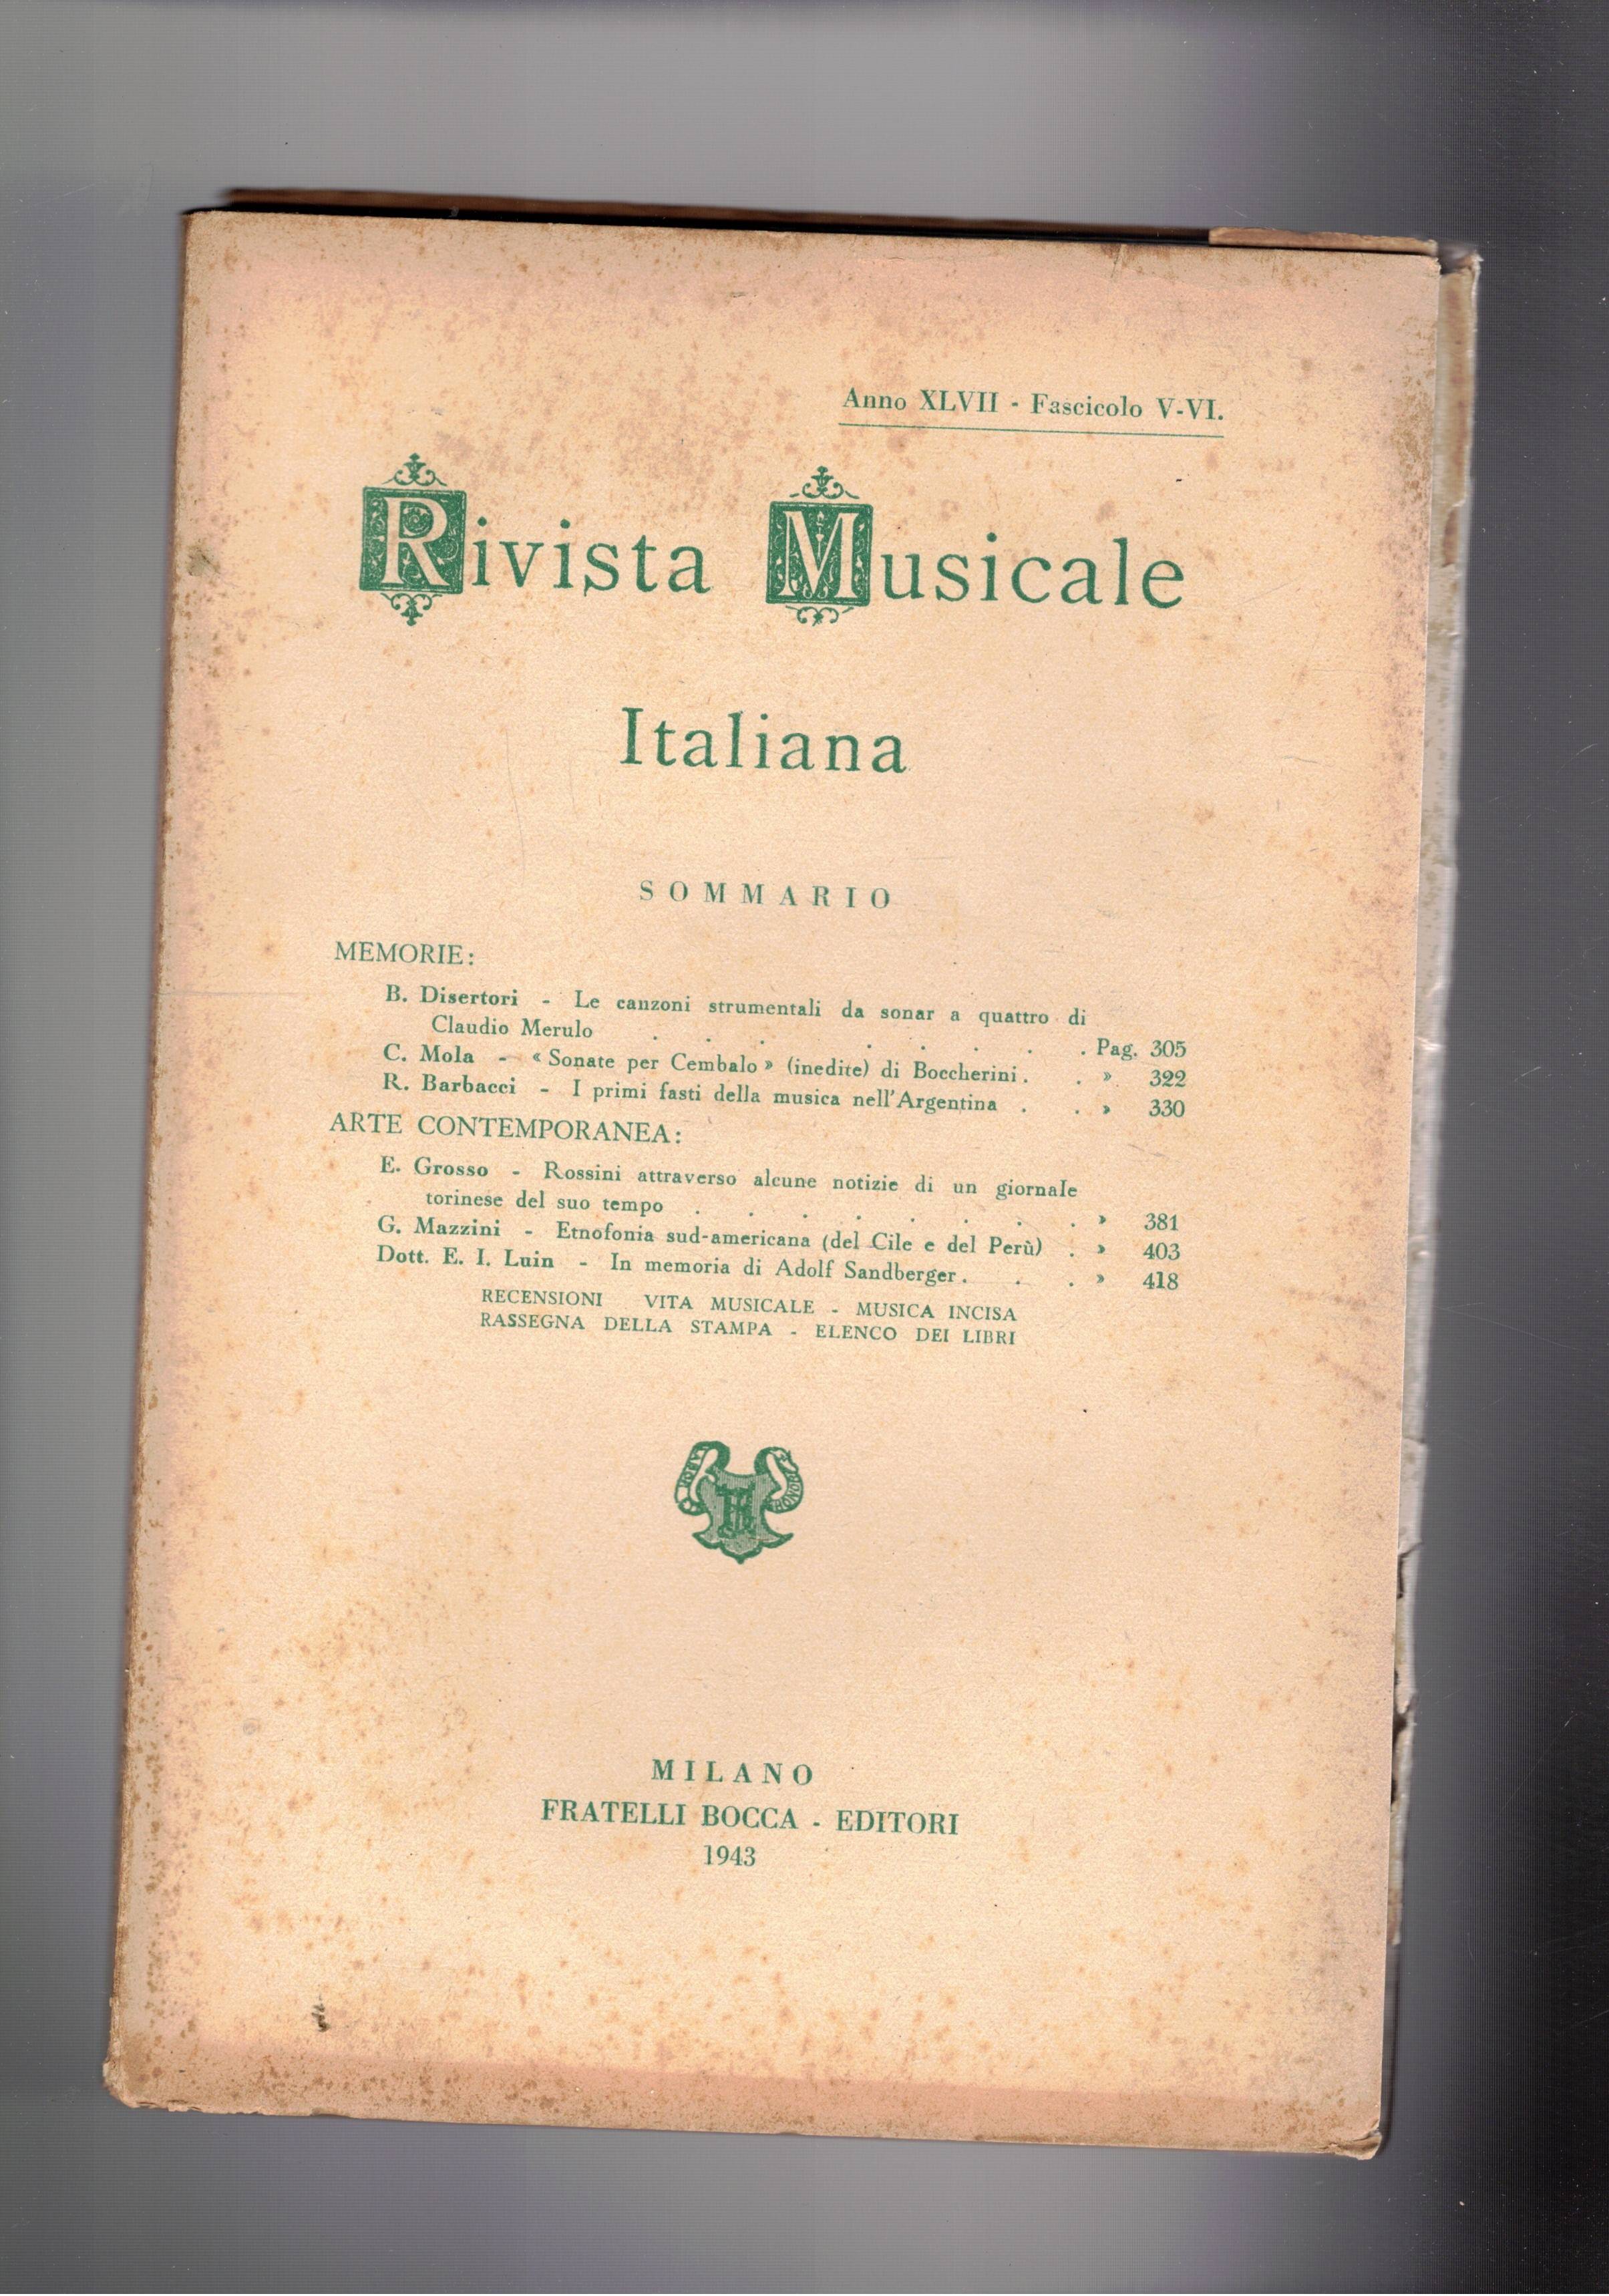 Anno XLVII - Fascicolo V-VI.
Rivista Musicale
Italiana
SOMMARIO
MEMORIE:
B. Disertori - Le canzoni strumentali da sonar a quattro di
Claudio Merulo . . . . . . . . . Pag. 305
C. Mola - « Sonate per Cembalo » (inedite) di Boccherini . . » 322
R. Barbacci - I primi fasti della musica nell'Argentina . . » 330
ARTE CONTEMPORANEA:
E. Grosso - Rossini attraverso alcune notizie di un giornale
torinese del suo tempo . . . . . . . . » 381
G. Mazzini - Etnofonia sud-americana (del Cile e del Perù) . » 403
Dott. E. I. Luin - In memoria di Adolf Sandberger . . . » 418
RECENSIONI VITA MUSICALE - MUSICA INCISA
RASSEGNA DELLA STAMPA - ELENCO DEI LIBRI
MILANO
FRATELLI BOCCA - EDITORI
1943